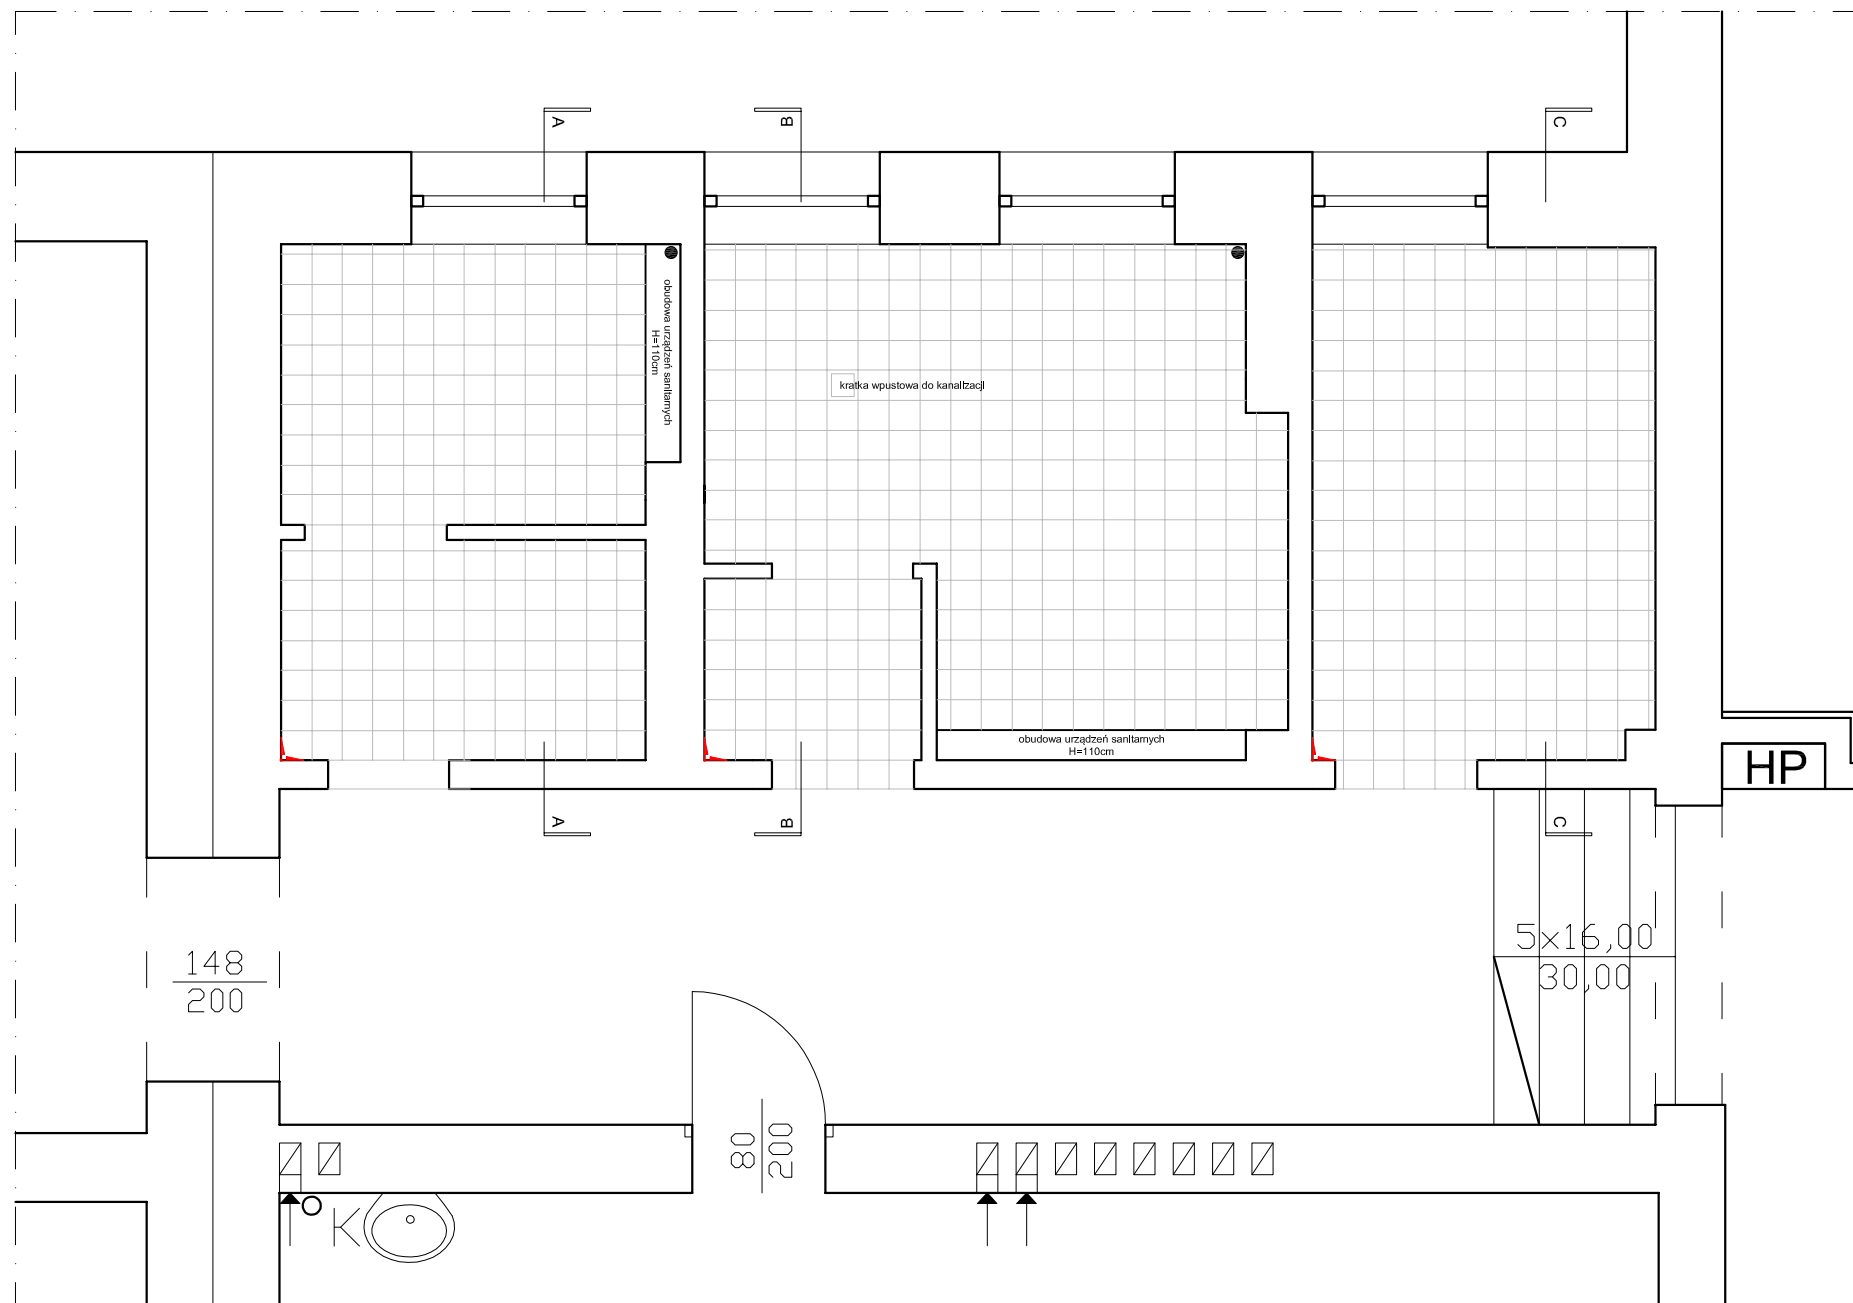 A
B
C
obudowa urządzeń sanitarnych
H=110cm
kratka wpustowa do kanalizacji
obudowa urządzeń sanitarnych
H=110cm
HP
A
B
C
148
200
5x16,00
30,00
80
200
K